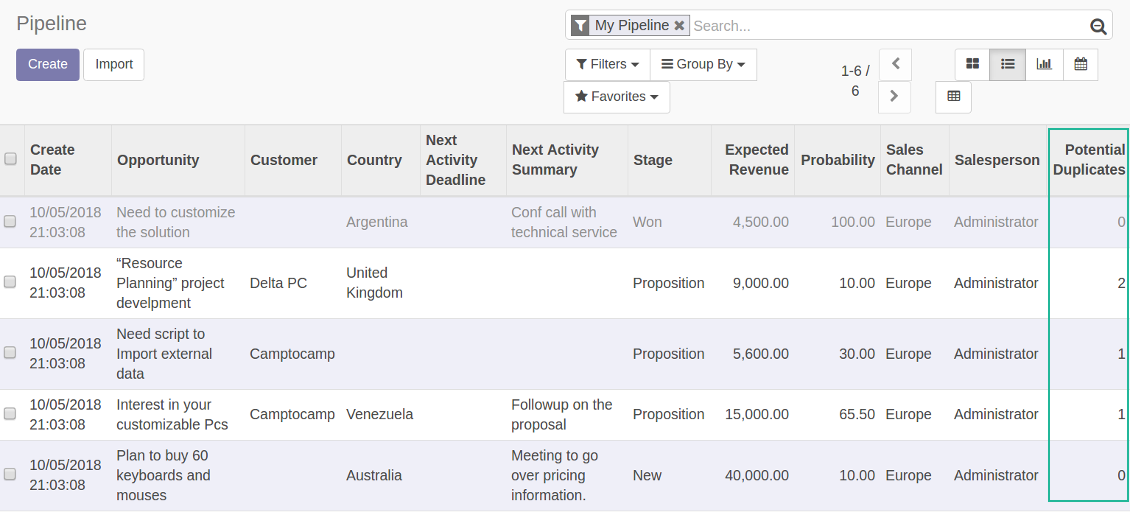 Pipeline
My Pipeline ✖ Search...
Create Import
Filters Group By
1-6 /
6
Favorites
Create
Date
Opportunity
Customer
Country
Next
Activity
Deadline
Next Activity
Summary
Stage
Expected
Revenue
Probability
Sales
Channel
Salesperson
Potential
Duplicates
10/05/2018
21:03:08
Need to customize
the solution
Argentina
Conf call with
technical service
Won
4,500.00
100.00
Europe
Administrator
0
10/05/2018
21:03:08
“Resource
Planning” project
develpment
Delta PC
United
Kingdom
Proposition
9,000.00
10.00
Europe
Administrator
2
10/05/2018
21:03:08
Need script to
Import external
data
Camptocamp
Proposition
5,600.00
30.00
Europe
Administrator
1
10/05/2018
21:03:08
Interest in your
customizable Pcs
Camptocamp
Venezuela
Followup on the
proposal
Proposition
15,000.00
65.50
Europe
Administrator
1
10/05/2018
21:03:08
Plan to buy 60
keyboards and
mouses
Australia
Meeting to go
over pricing
information.
New
40,000.00
10.00
Europe
Administrator
0